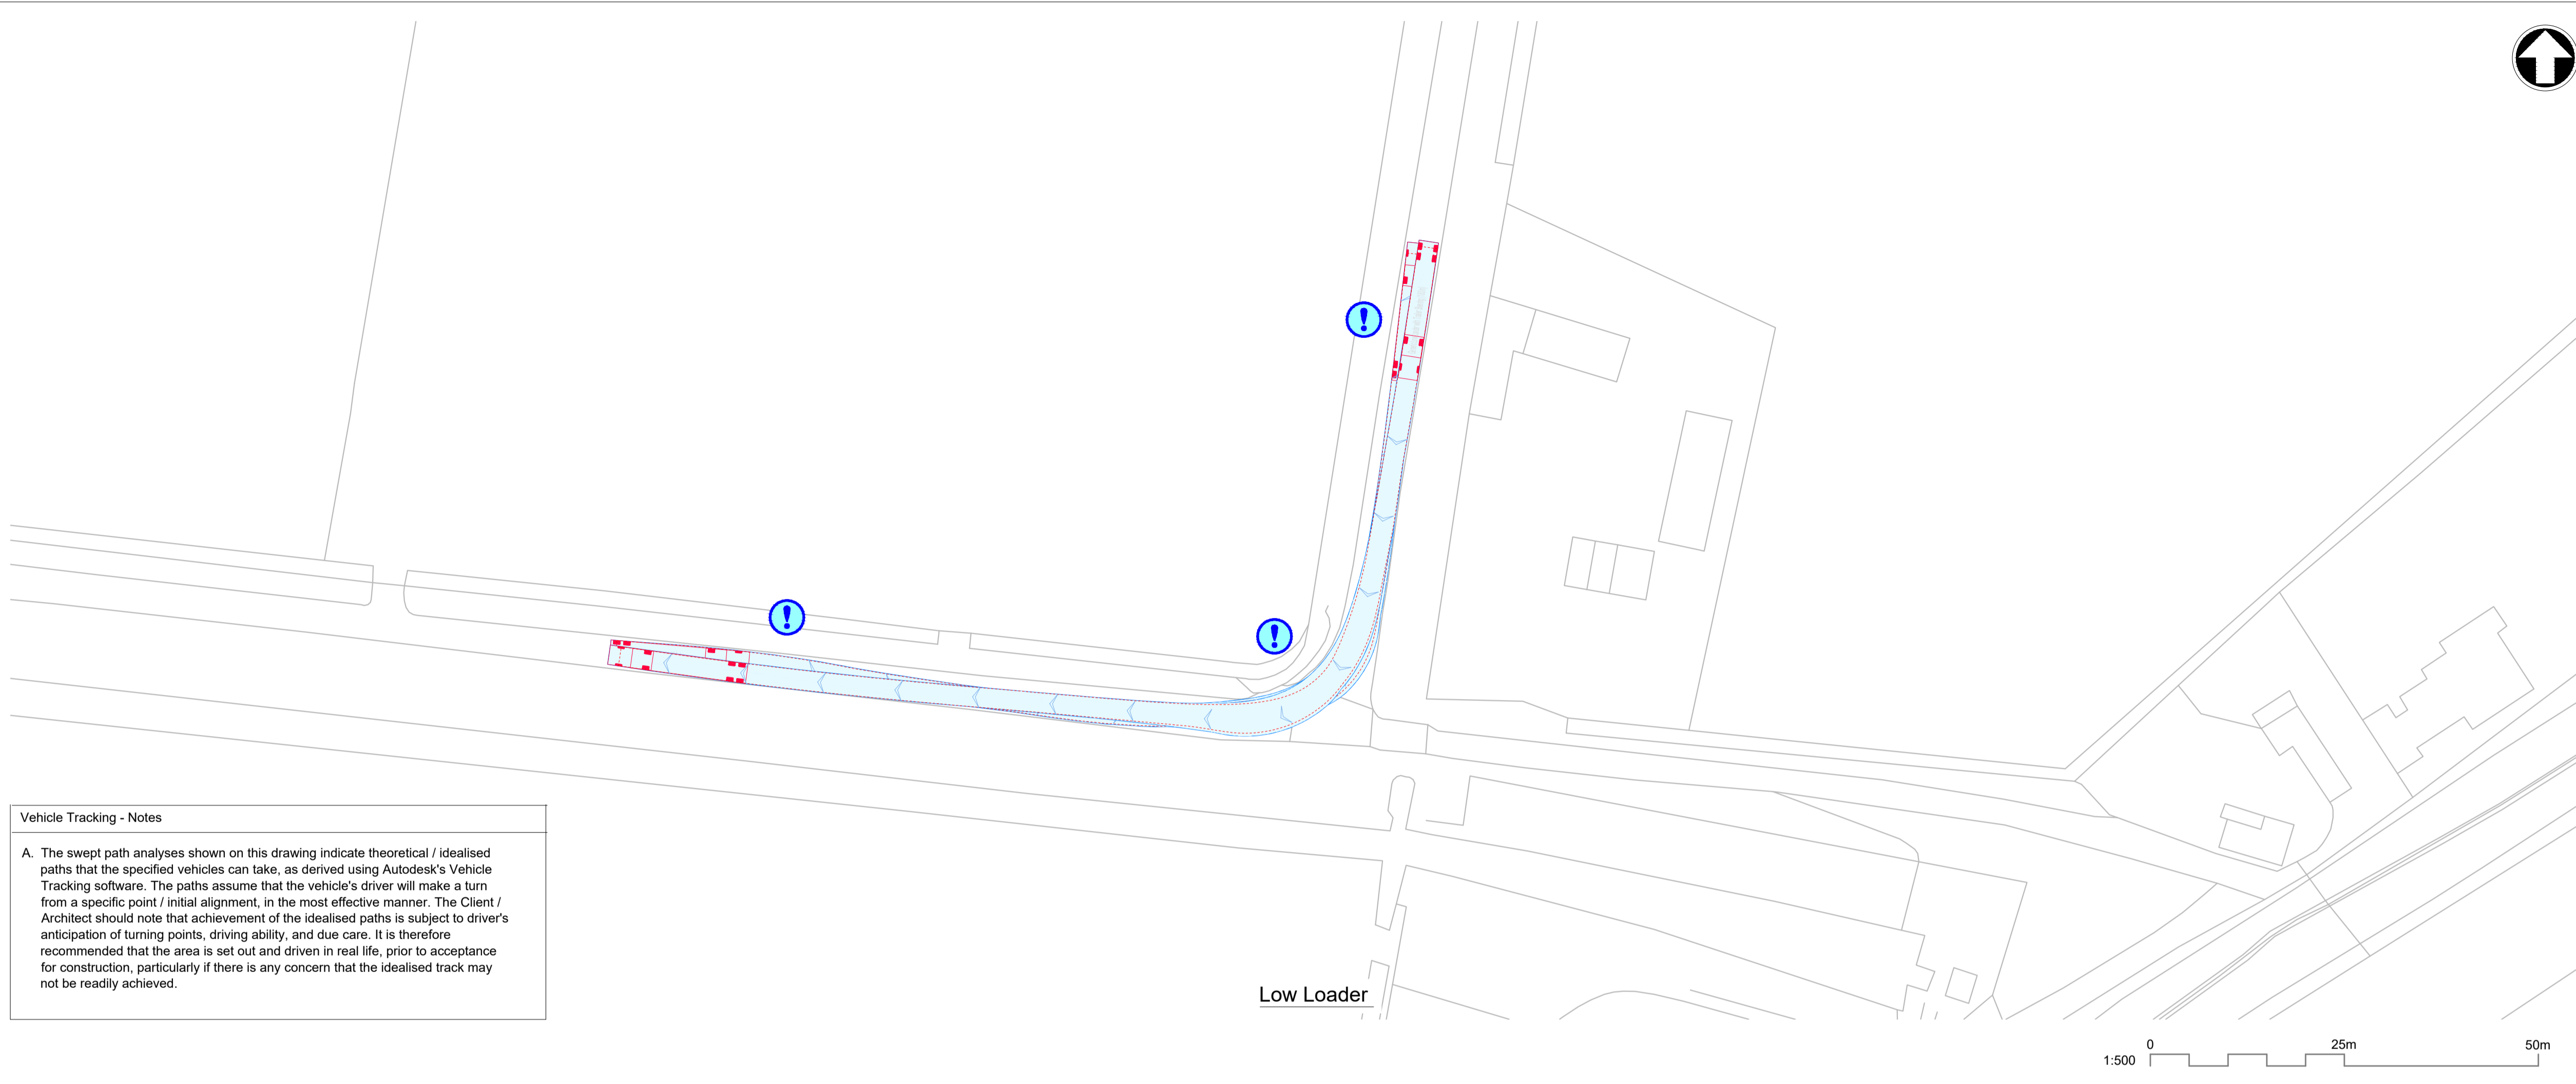 Vehicle Tracking - Notes
A. The swept path analyses shown on this drawing indicate theoretical / idealised
paths that the specified vehicles can take, as derived using Autodesk's Vehicle
Tracking software. The paths assume that the vehicle's driver will make a turn
from a specific point / initial alignment, in the most effective manner. The Client /
Architect should note that achievement of the idealised paths is subject to driver's
anticipation of turning points, driving ability, and due care. It is therefore
recommended that the area is set out and driven in real life, prior to acceptance
for construction, particularly if there is any concern that the idealised track may
not be readily achieved.
Low Loader
1:500
0 25m 50m